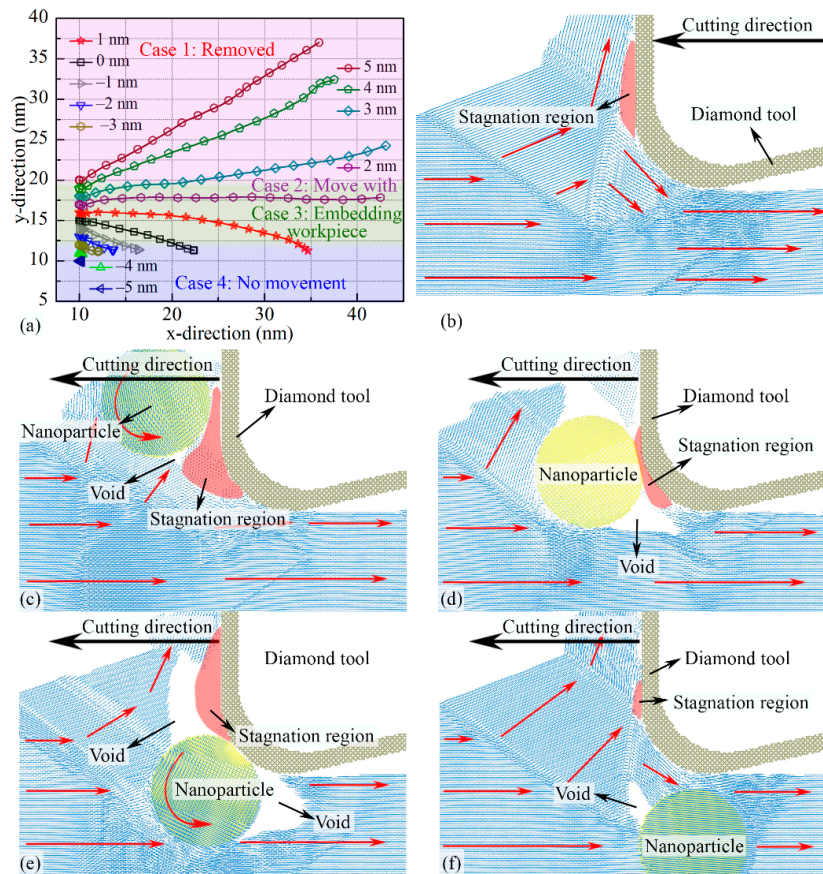 40
35
30
25
20
15
10
5
y-direction (nm)
10
15
20
25
30
35
40
45
x-direction (nm)
(a)
1 nm
0 nm
−1 nm
−2 nm
−3 nm
Case 1: Removed
5 nm
4 nm
3 nm
2 nm
Case 2: Move with
Case 3: Embedding
workpiece
−4 nm
−5 nm
Case 4: No movement
Cutting direction
Stagnation region
Diamond tool
(b)
Cutting direction
Diamond tool
Nanoparticle
Void
Stagnation region
(c)
Cutting direction
Diamond tool
Stagnation region
Nanoparticle
Void
(d)
Cutting direction
Diamond tool
Stagnation region
Void
Nanoparticle
Void
(e)
Cutting direction
Diamond tool
Stagnation region
Void
Nanoparticle
(f)